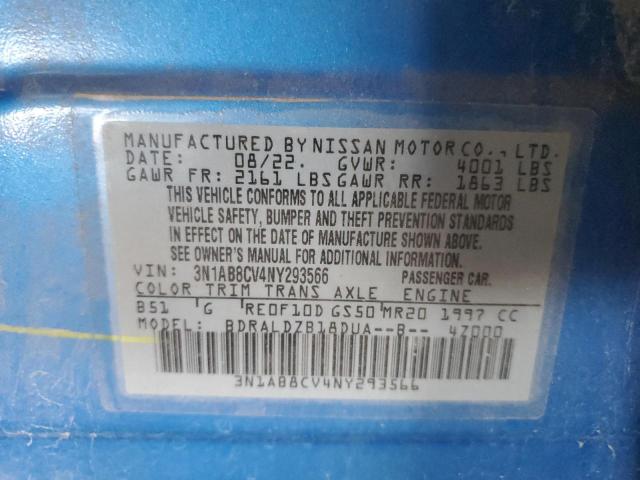 MANUFACTURED BY NISSAN MOTOR CO., LTD.
DATE: 08/22. GVWR: 4001 LBS
GAWR FR: 2161 LBS GAWR RR: 1863 LBS
THIS VEHICLE CONFORMS TO ALL APPLICABLE FEDERAL MOTOR
VEHICLE SAFETY, BUMPER AND THEFT PREVENTION STANDARDS
IN EFFECT ON THE DATE OF MANUFACTURE SHOWN ABOVE.
SEE OWNER'S MANUAL FOR ADDITIONAL INFORMATION.
VIN: 3N1AB8CV4NY293566 PASSENGER CAR.
COLOR TRIM TRANS AXLE ENGINE
B51 G RE0F10D GS50 MR20 1997 CC
MODEL: BDRALDZB18DUA--B-- 47000
3N1AB8CV4NY293566